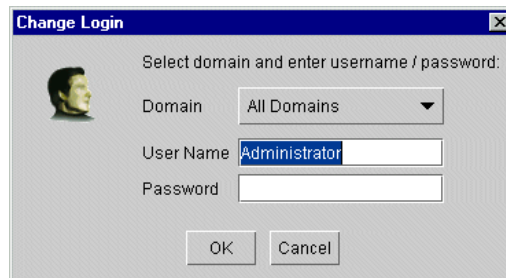 Change Login
Select domain and enter username / password:
Domain All Domains
User Name Administrator
Password
OK Cancel